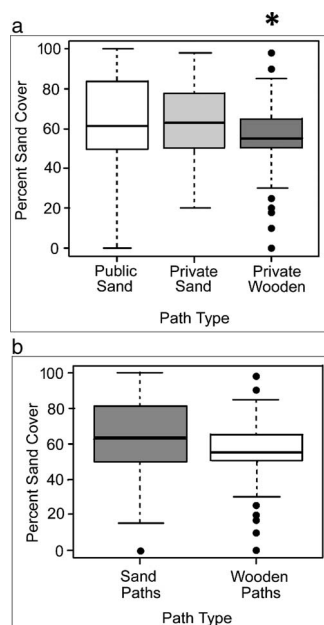 a
*
Percent Sand Cover
100
80
60
40
20
0
Public Sand
Private Sand
Private Wooden
Path Type
b
Percent Sand Cover
100
80
60
40
20
0
Sand Paths
Wooden Paths
Path Type